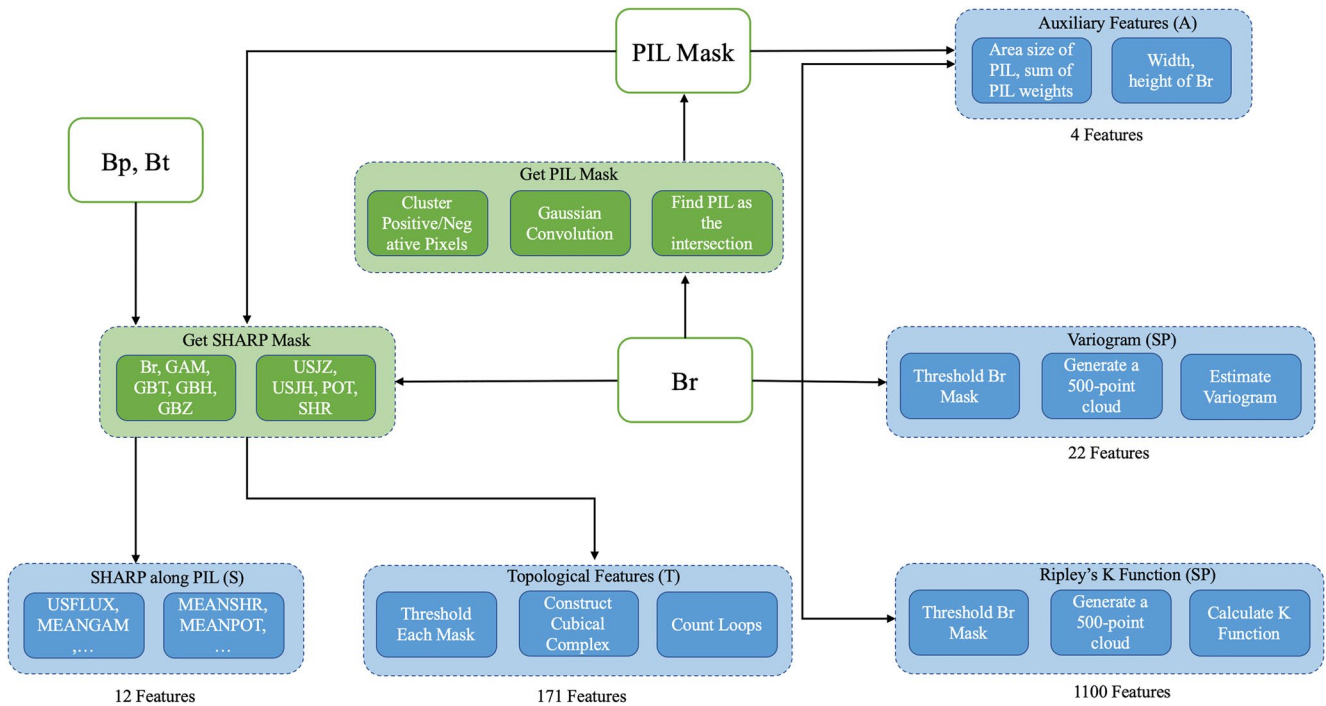 Auxiliary Features (A)
Area size of
PIL, sum of
PIL weights
Width,
height of Br
4 Features
PIL Mask
Bp, Bt
Get PIL Mask
Cluster
Positive/Neg
ative Pixels
Gaussian
Convolution
Find PIL as
the
intersection
Get SHARP Mask
Br, GAM,
GBT, GBH,
GBZ
USJZ,
USJH, POT,
SHR
Br
Variogram (SP)
Threshold Br
Mask
Generate a
500-point
cloud
Estimate
Variogram
22 Features
SHARP along PIL (S)
USFLUX,
MEANGAM
,…
MEANSHR,
MEANPOT,
…
12 Features
Topological Features (T)
Threshold
Each Mask
Construct
Cubical
Complex
Count Loops
171 Features
Ripley’s K Function (SP)
Threshold Br
Mask
Generate a
500-point
cloud
Calculate K
Function
1100 Features